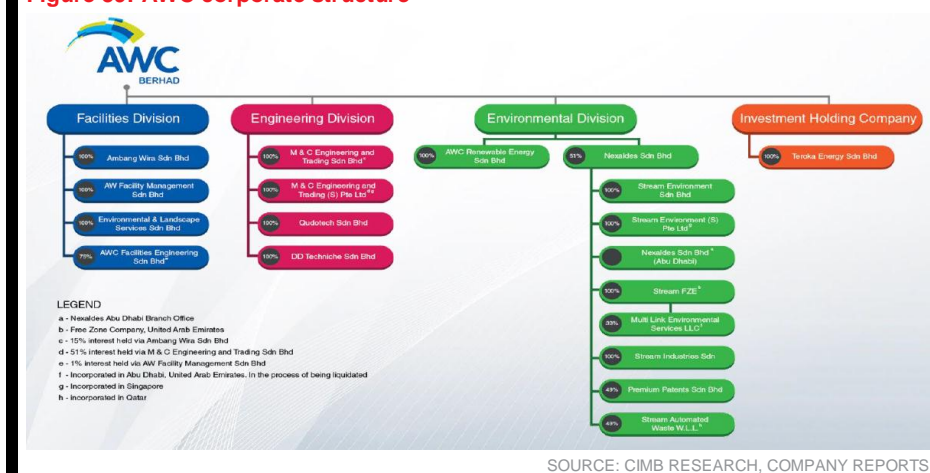 Figure 38: AWC corporate structure
AWC
BERHAD
Facilities Division
100% Ambang Wira Sdn Bhd
100% AW Facility Management
Sdn Bhd
100% Environmental & Landscape
Services Sdn Bhd
AWC Facilities Engineering
Sdn Bhd
Engineering Division
100% M & C Engineering and
Trading Sdn Bhd
100% M & C Engineering and
Trading (S) Pte Ltd
100% Qudotech Sdn Bhd
100% DD Techniche Sdn Bhd
Environmental Division
100% AWC Renewable Energy
Sdn Bhd
51% Nexaldes Sdn Bhd
100% Stream Environment
Sdn Bhd
100% Stream Environment (S)
Pte Ltd
Nexaldes Sdn Bhd a
(Abu Dhabi)
100% Stream FZE b
Multi Link Environmental
Services LLC f
100% Stream Industries Sdn
49% Premium Patents Sdn Bhd
49% Stream Automated
Waste W.L.L h
Investment Holding Company
100% Teroka Energy Sdn Bhd
LEGEND
a - Nexaldes Abu Dhabi Branch Office
b - Free Zone Company, United Arab Emirates
c - 15% interest held via Ambang Wira Sdn Bhd
d - 51% interest held via M & C Engineering and Trading Sdn Bhd
e - 1% interest held via AW Facility Management Sdn Bhd
f - Incorporated in Abu Dhabi, United Arab Emirates. In the process of being liquidated
g - Incorporated in Singapore
h - Incorporated in Qatar
SOURCE: CIMB RESEARCH, COMPANY REPORTS